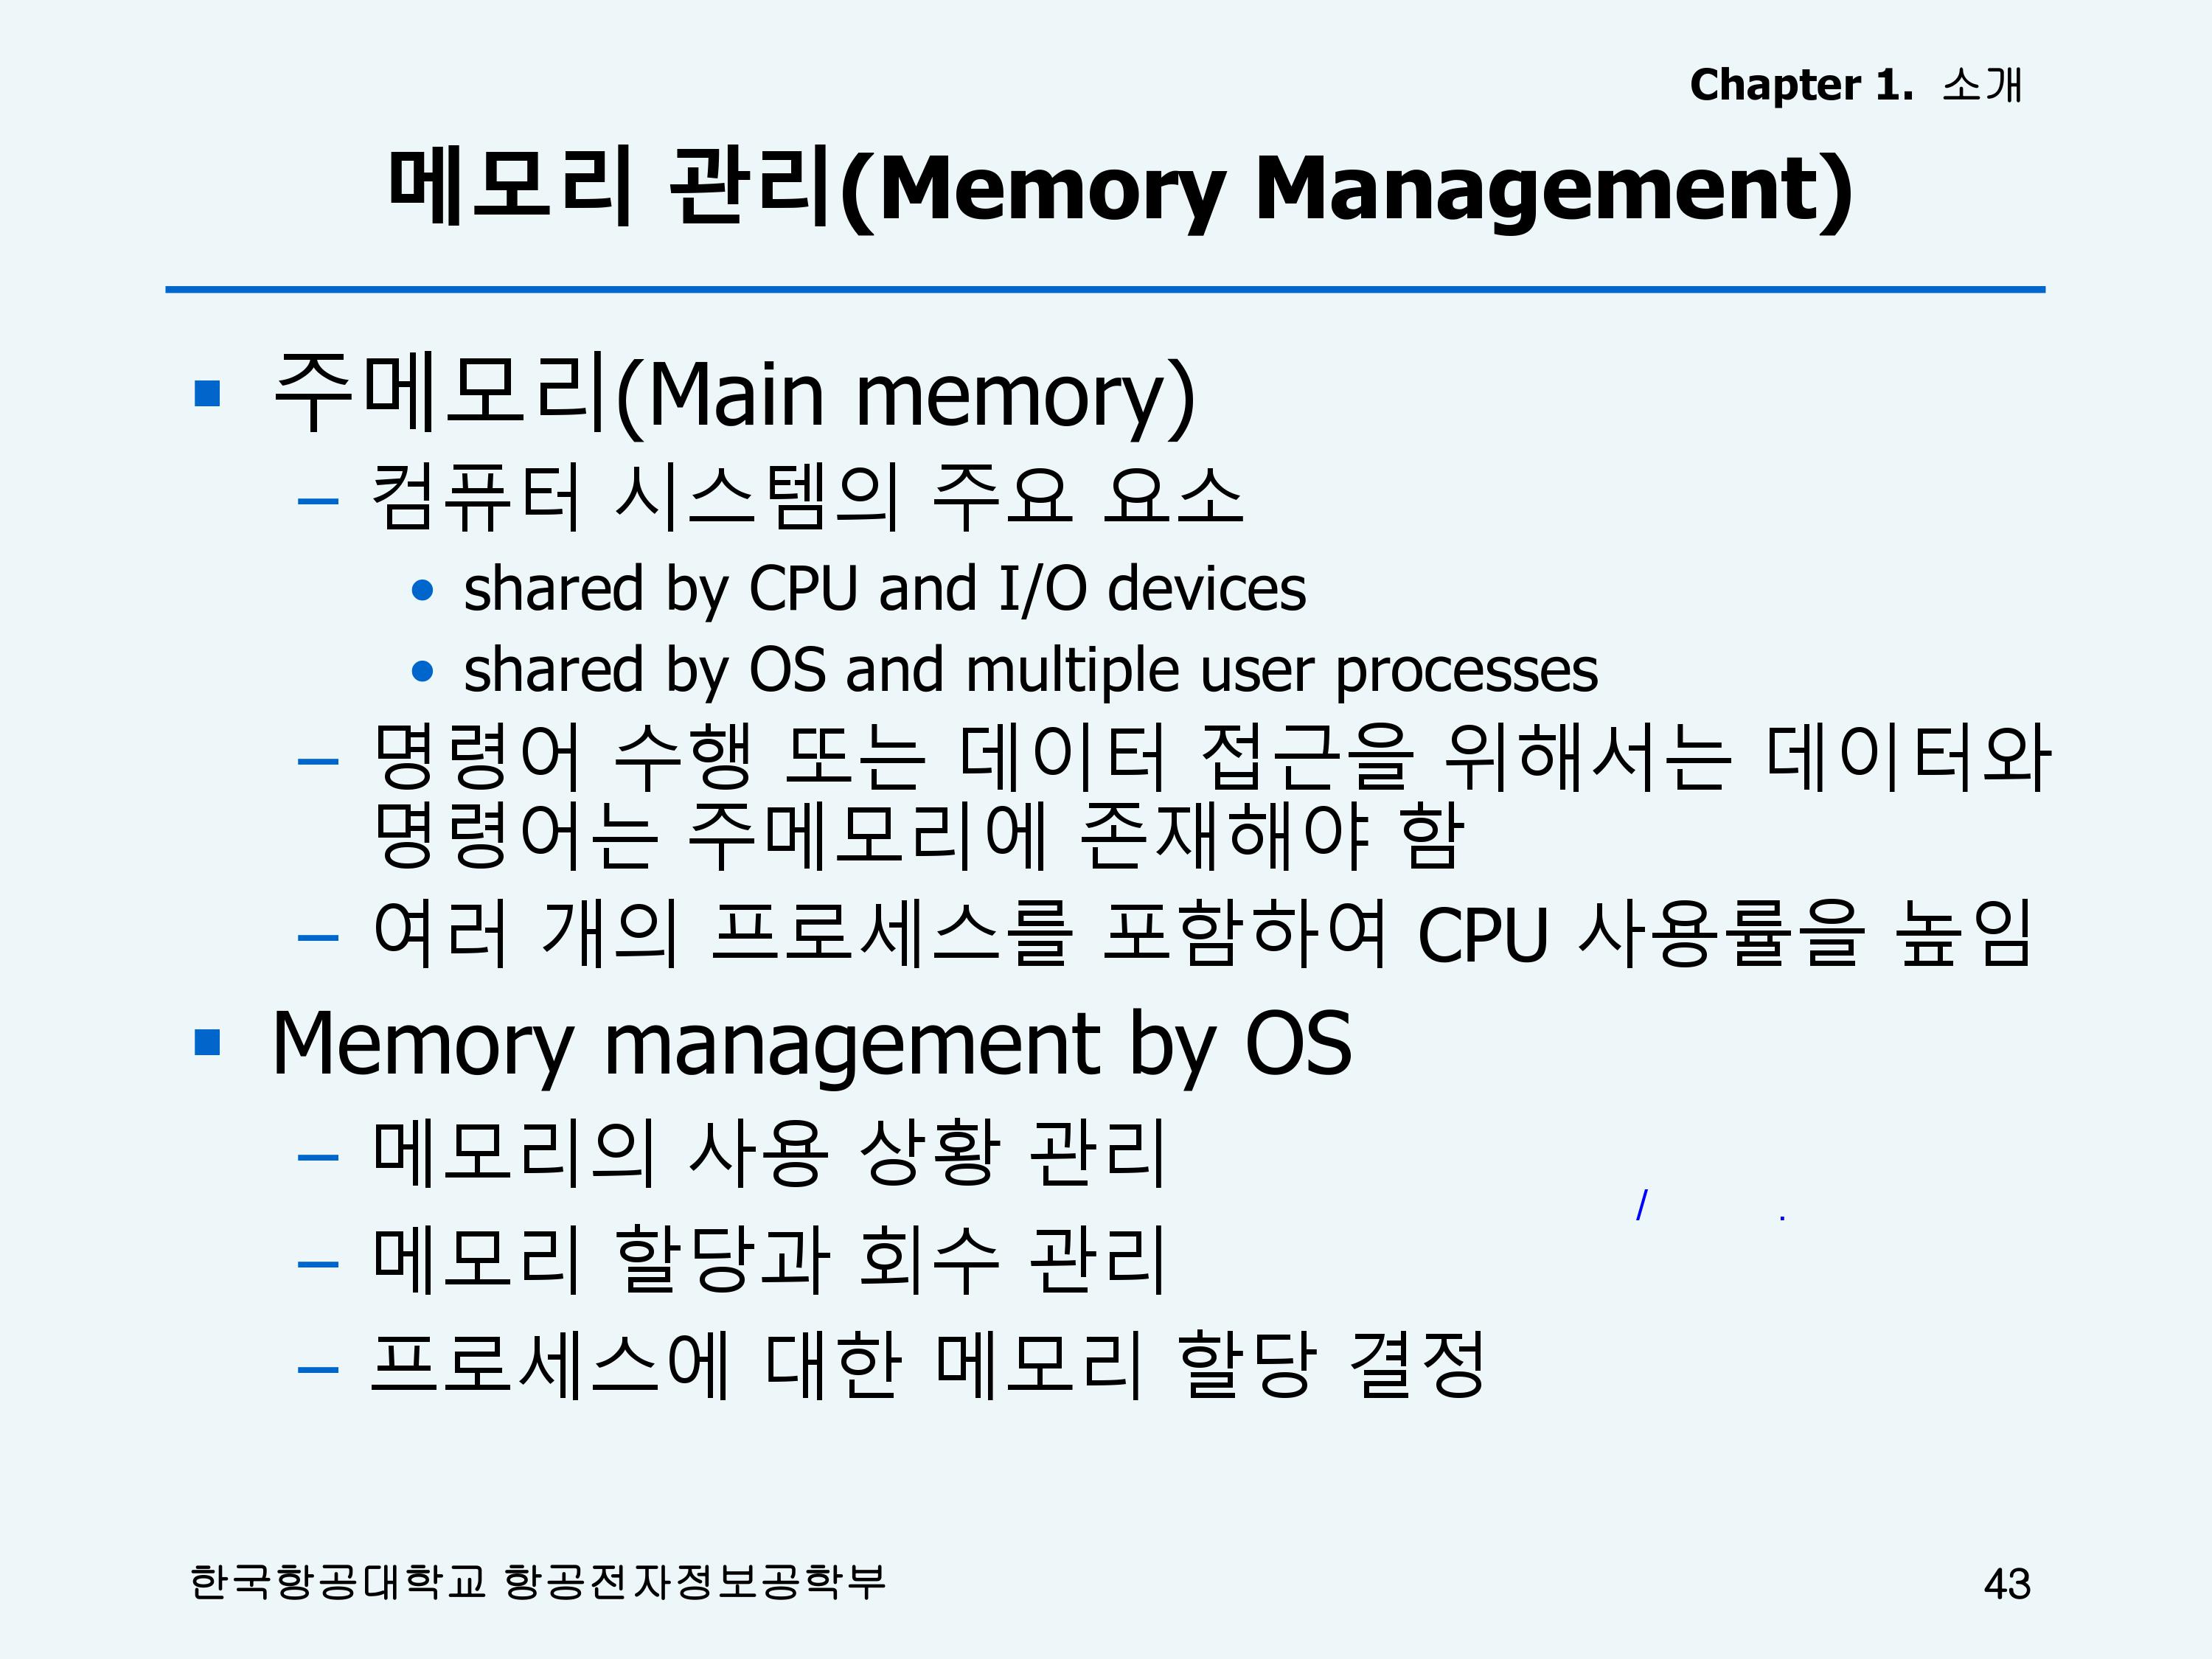 Chapter 1. 소개
메모리 관리(Memory Management)
▪ 주메모리(Main memory)
– 컴퓨터 시스템의 주요 요소
• shared by CPU and I/O devices
• shared by OS and multiple user processes
– 명령어 수행 또는 데이터 접근을 위해서는 데이터와
명령어는 주메모리에 존재해야 함
– 여러 개의 프로세스를 포함하여 CPU 사용률을 높임
▪ Memory management by OS
– 메모리의 사용 상황 관리
/ .
– 메모리 할당과 회수 관리
– 프로세스에 대한 메모리 할당 결정
한국항공대학교 항공전자정보공학부 43